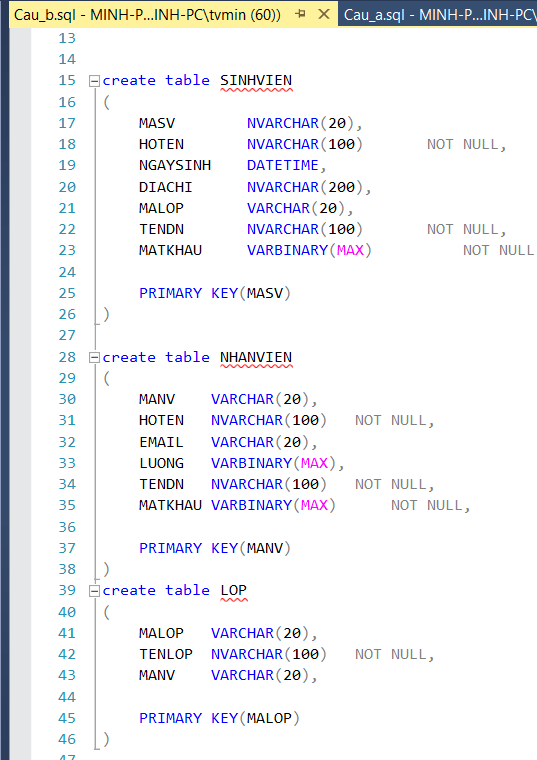 Cau_b.sql - MINH-P...INH-PC\tvmin (60)) Cau_a.sql - MINH-P...INH-PC\
13
14
15 create table SINHVIEN
16 (
17 MASV NVARCHAR(20),
18 HOTEN NVARCHAR(100) NOT NULL,
19 NGAYSINH DATETIME,
20 DIACHI NVARCHAR(200),
21 MALOP VARCHAR(20),
22 TENDN NVARCHAR(100) NOT NULL,
23 MATKHAU VARBINARY(MAX) NOT NULL
24
25 PRIMARY KEY(MASV)
26 )
27
28 create table NHANVIEN
29 (
30 MANV VARCHAR(20),
31 HOTEN NVARCHAR(100) NOT NULL,
32 EMAIL VARCHAR(20),
33 LUONG VARBINARY(MAX),
34 TENDN NVARCHAR(100) NOT NULL,
35 MATKHAU VARBINARY(MAX) NOT NULL,
36
37 PRIMARY KEY(MANV)
38 )
39 create table LOP
40 (
41 MALOP VARCHAR(20),
42 TENLOP NVARCHAR(100) NOT NULL,
43 MANV VARCHAR(20),
44
45 PRIMARY KEY(MALOP)
46 )